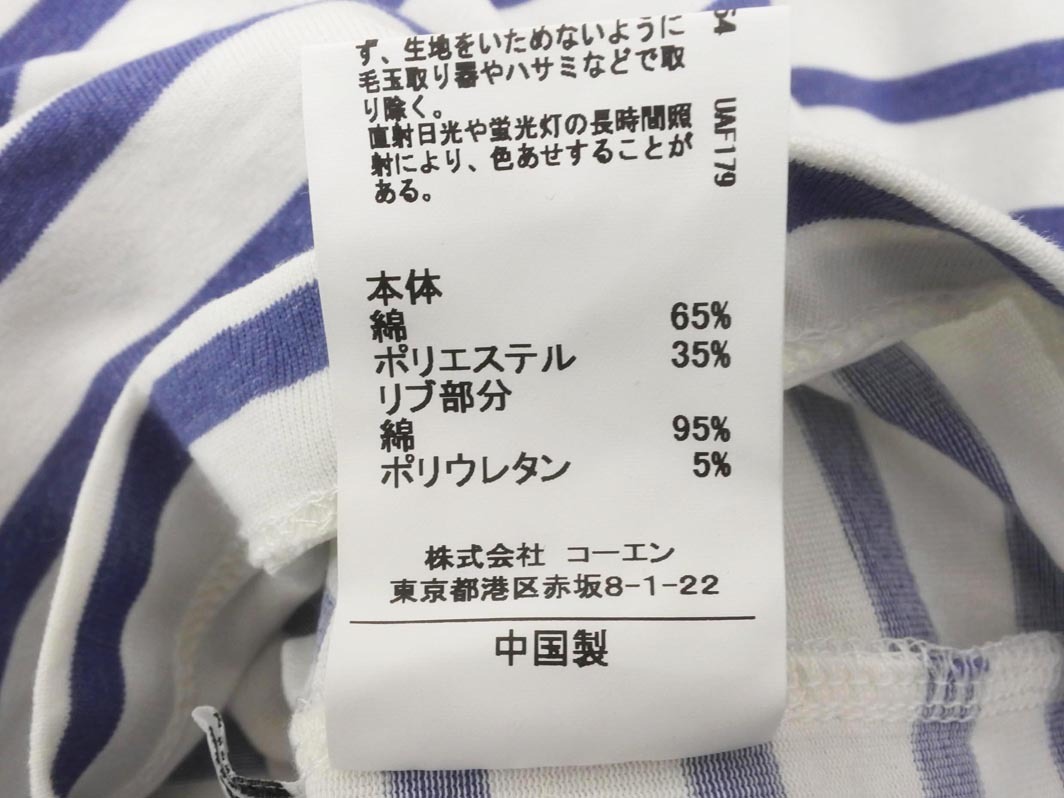 ず、生地をいためないように
毛玉取り器やハサミなどで取
り除く。
直射日光や蛍光灯の長時間照
射により、色あせすることが
ある。
54 UAF179
本体
綿 65%
ポリエステル 35%
リブ部分
綿 95%
ポリウレタン 5%
株式会社 コーエン
東京都港区赤坂8-1-22
中国製